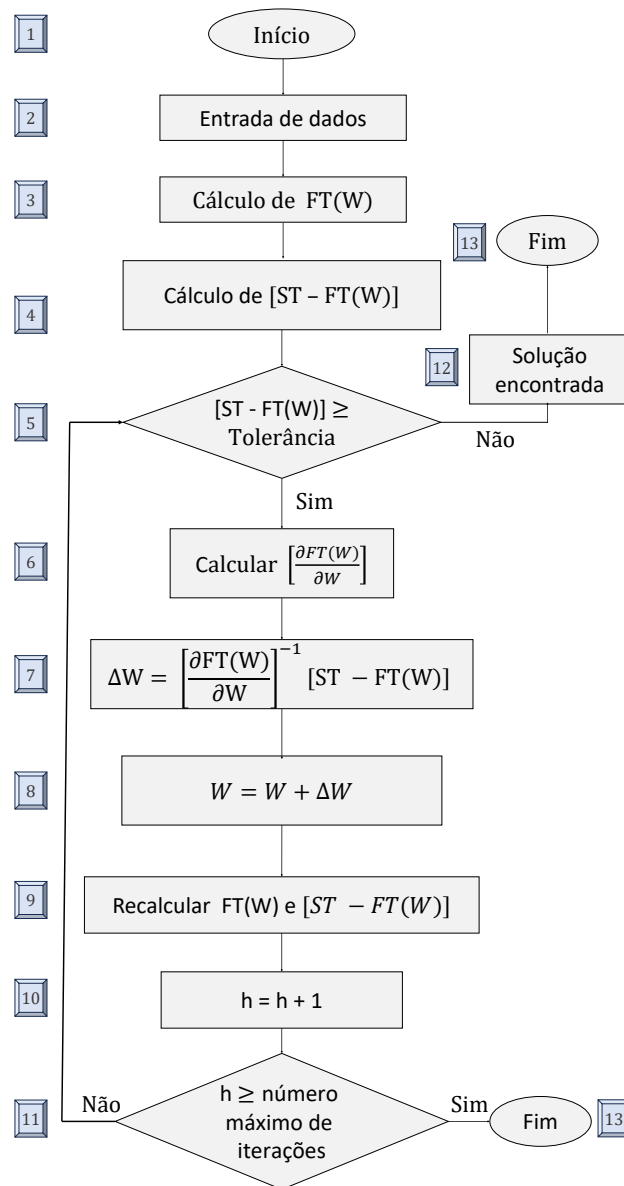 1
Início
2
Entrada de dados
3
Cálculo de FT(W)
13
Fim
4
Cálculo de [ST – FT(W)]
12
Solução
encontrada
5
[ST - FT(W)] ≥
Tolerância
Não
Sim
6
Calcular [∂FT(W)/∂W]
7
ΔW = [∂FT(W)/∂W]⁻¹ [ST – FT(W)]
8
W = W + ΔW
9
Recalcular FT(W) e [ST – FT(W)]
10
h = h + 1
11
Não
h ≥ número
máximo de
iterações
Sim
Fim
13